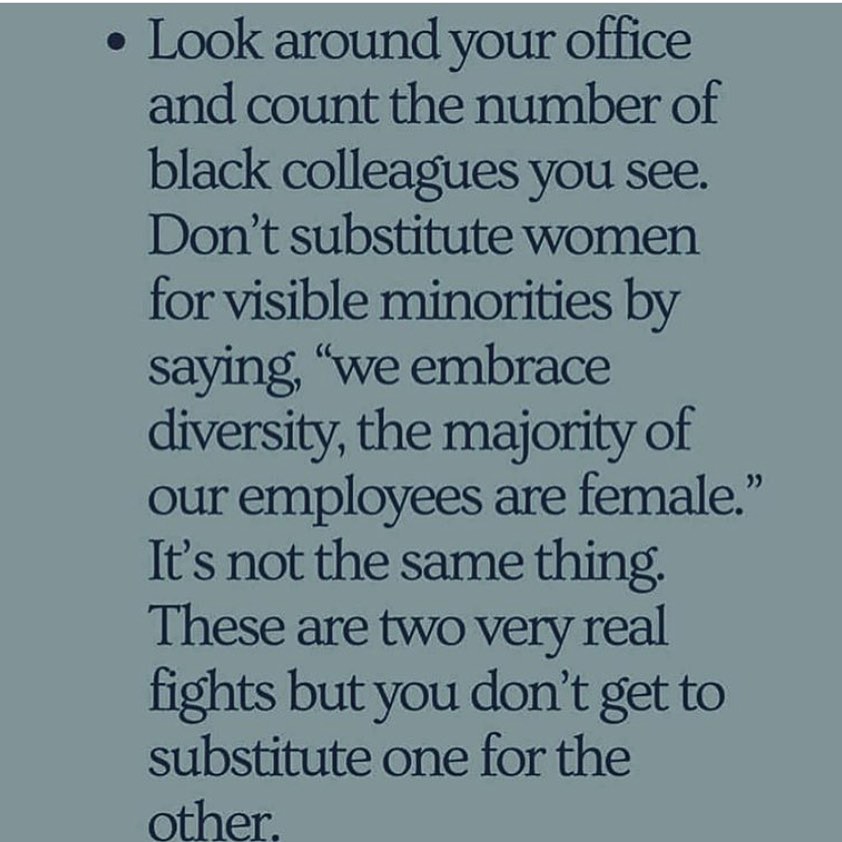 • Look around your office
and count the number of
black colleagues you see.
Don’t substitute women
for visible minorities by
saying, “we embrace
diversity, the majority of
our employees are female.”
It’s not the same thing.
These are two very real
fights but you don’t get to
substitute one for the
other.